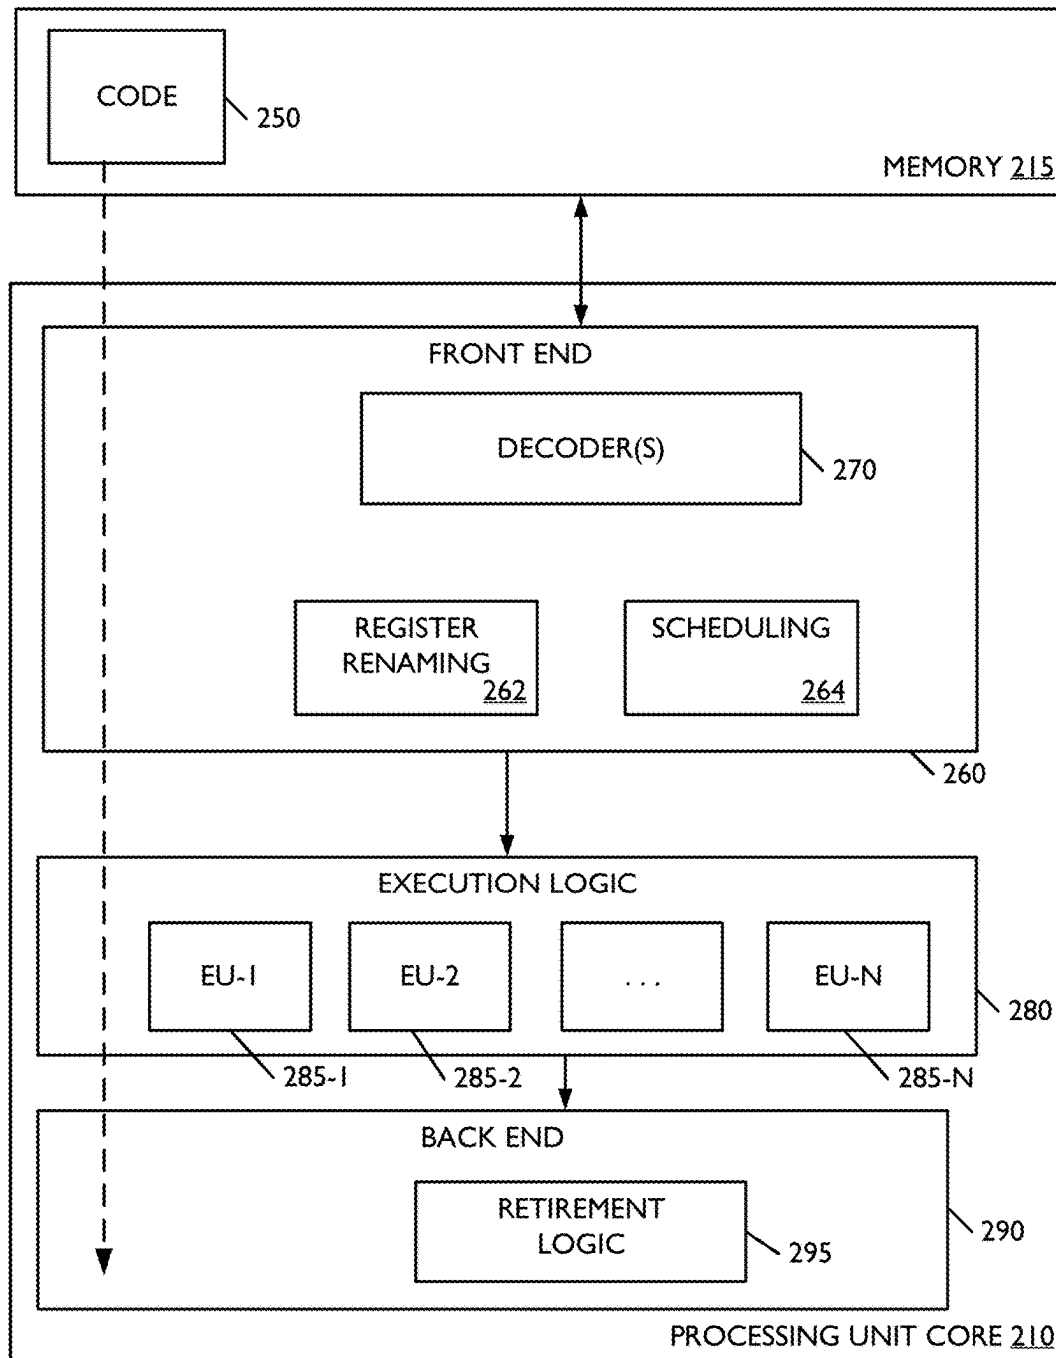 CODE
250
MEMORY 215
FRONT END
DECODER(S)
270
REGISTER
RENAMING
262
SCHEDULING
264
260
EXECUTION LOGIC
EU-1
EU-2
...
EU-N
280
285-1
285-2
285-N
BACK END
RETIREMENT
LOGIC
295
290
PROCESSING UNIT CORE 210